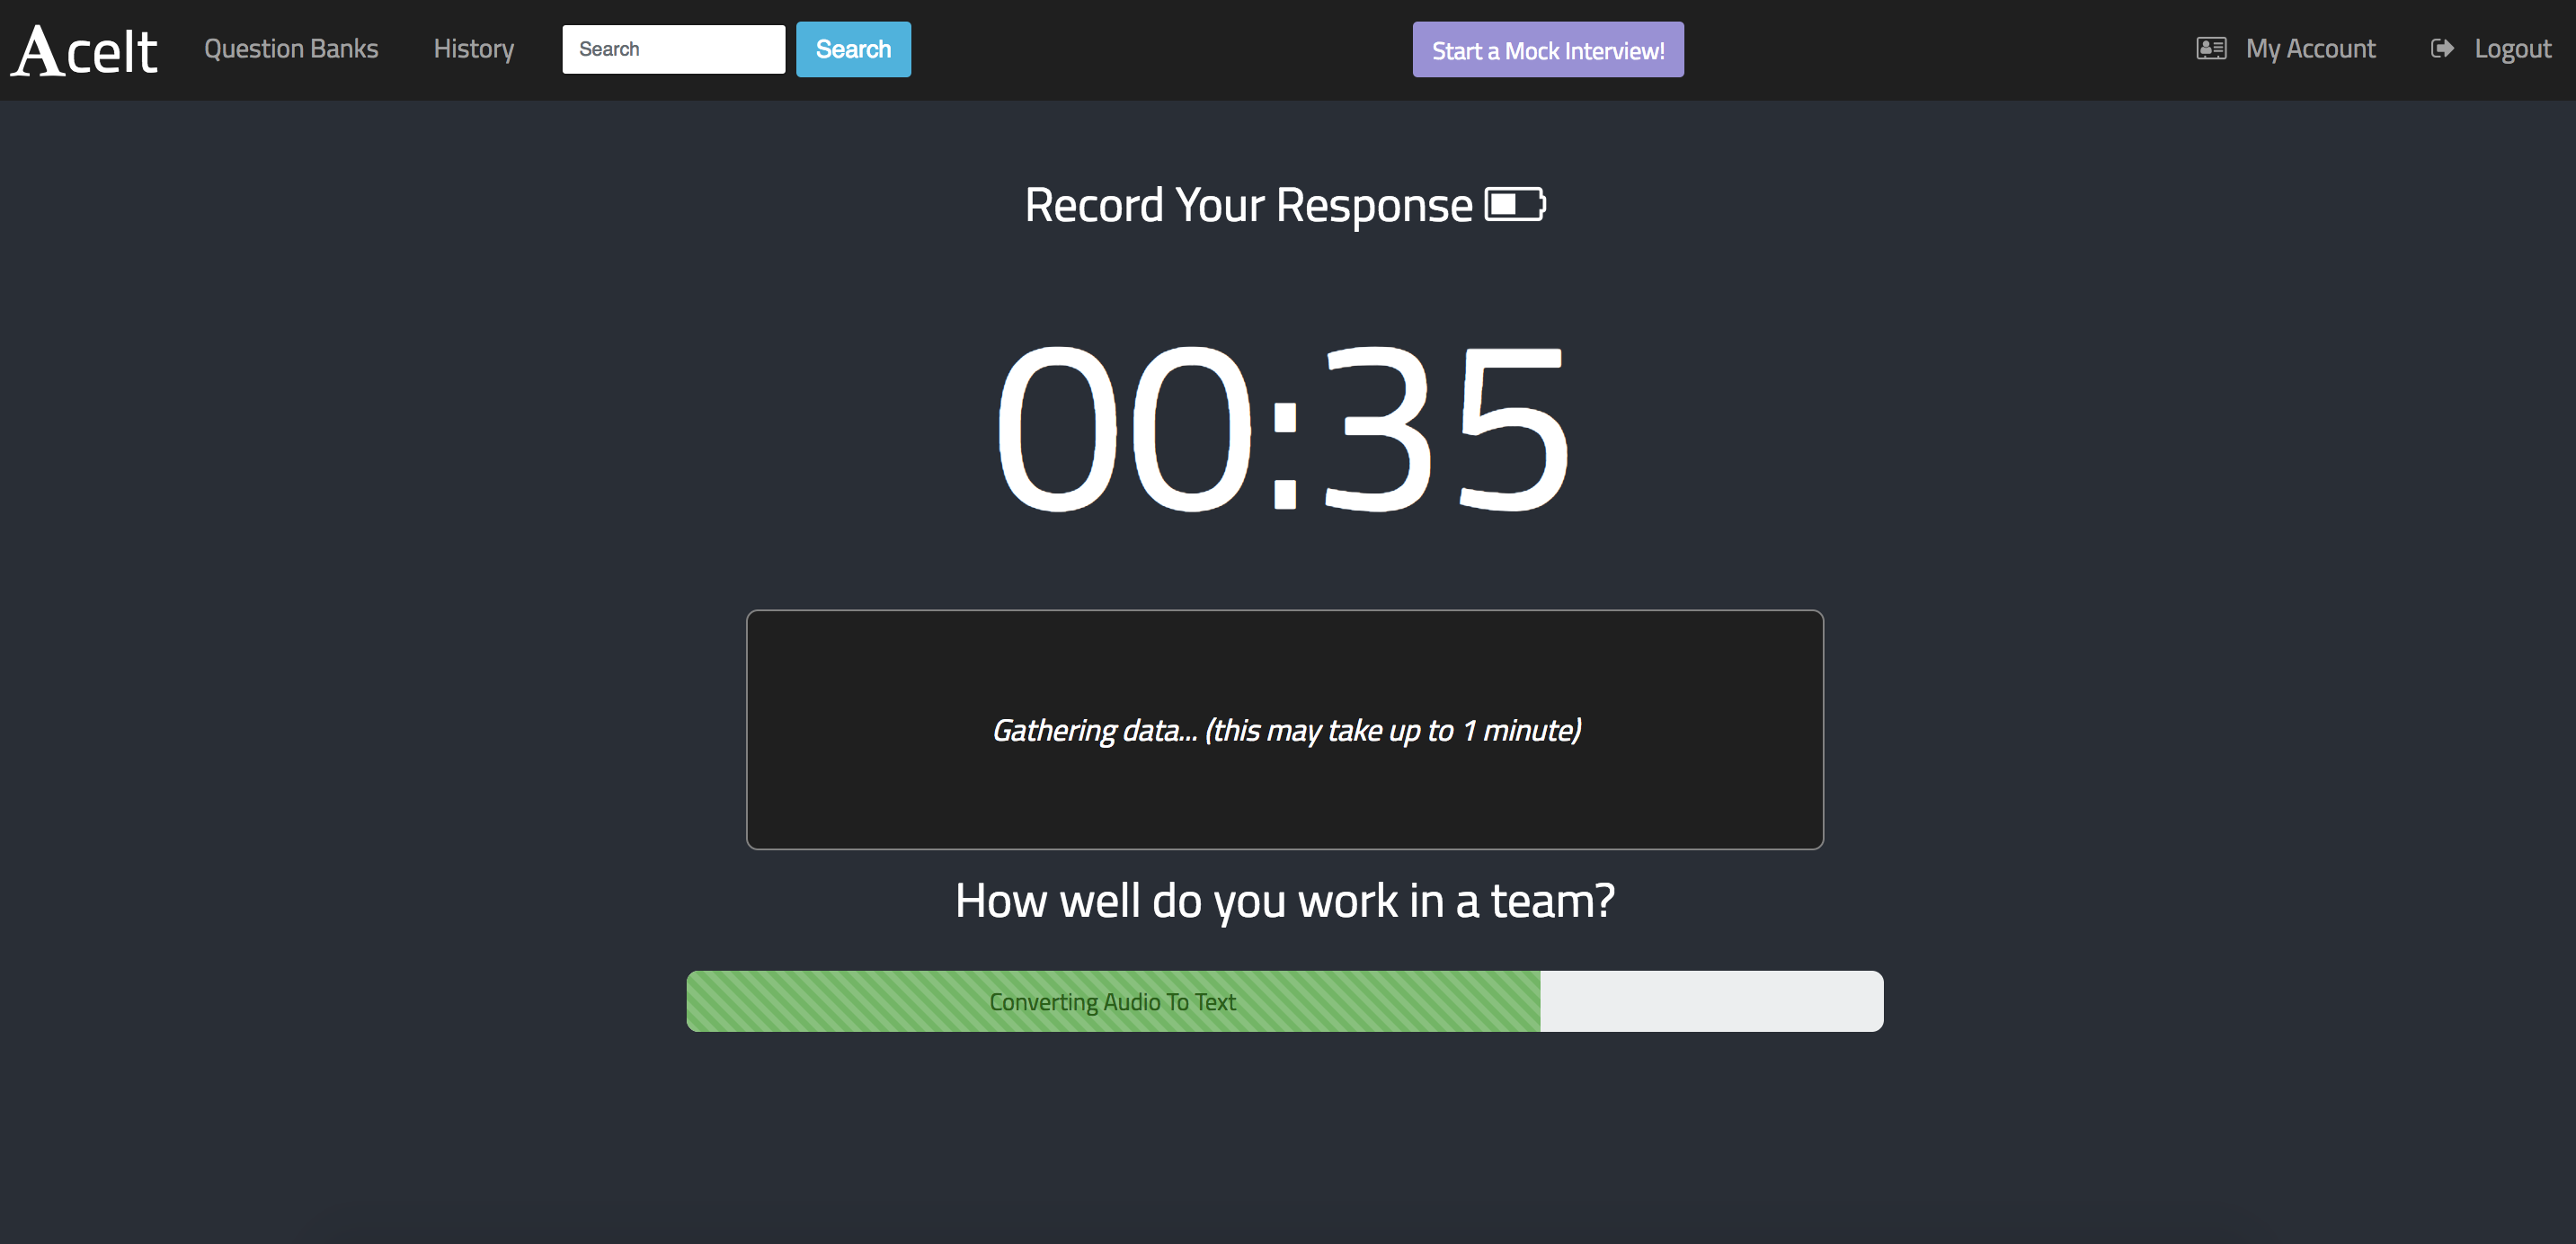 AceIt
Question Banks
History
Search
Search
Start a Mock Interview!
My Account
Logout
Record Your Response
00:35
Gathering data... (this may take up to 1 minute)
How well do you work in a team?
Converting Audio To Text